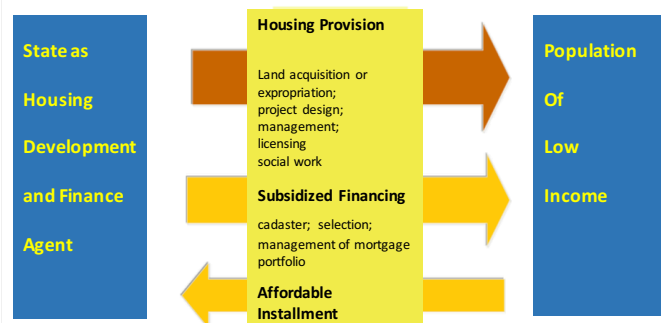 State as
Housing
Development
and Finance
Agent
Housing Provision
Land acquisition or
expropriation;
project design;
management;
licensing
social work
Subsidized Financing
cadaster; selection;
management of mortgage
portfolio
Affordable
Installment
Population
Of
Low
Income